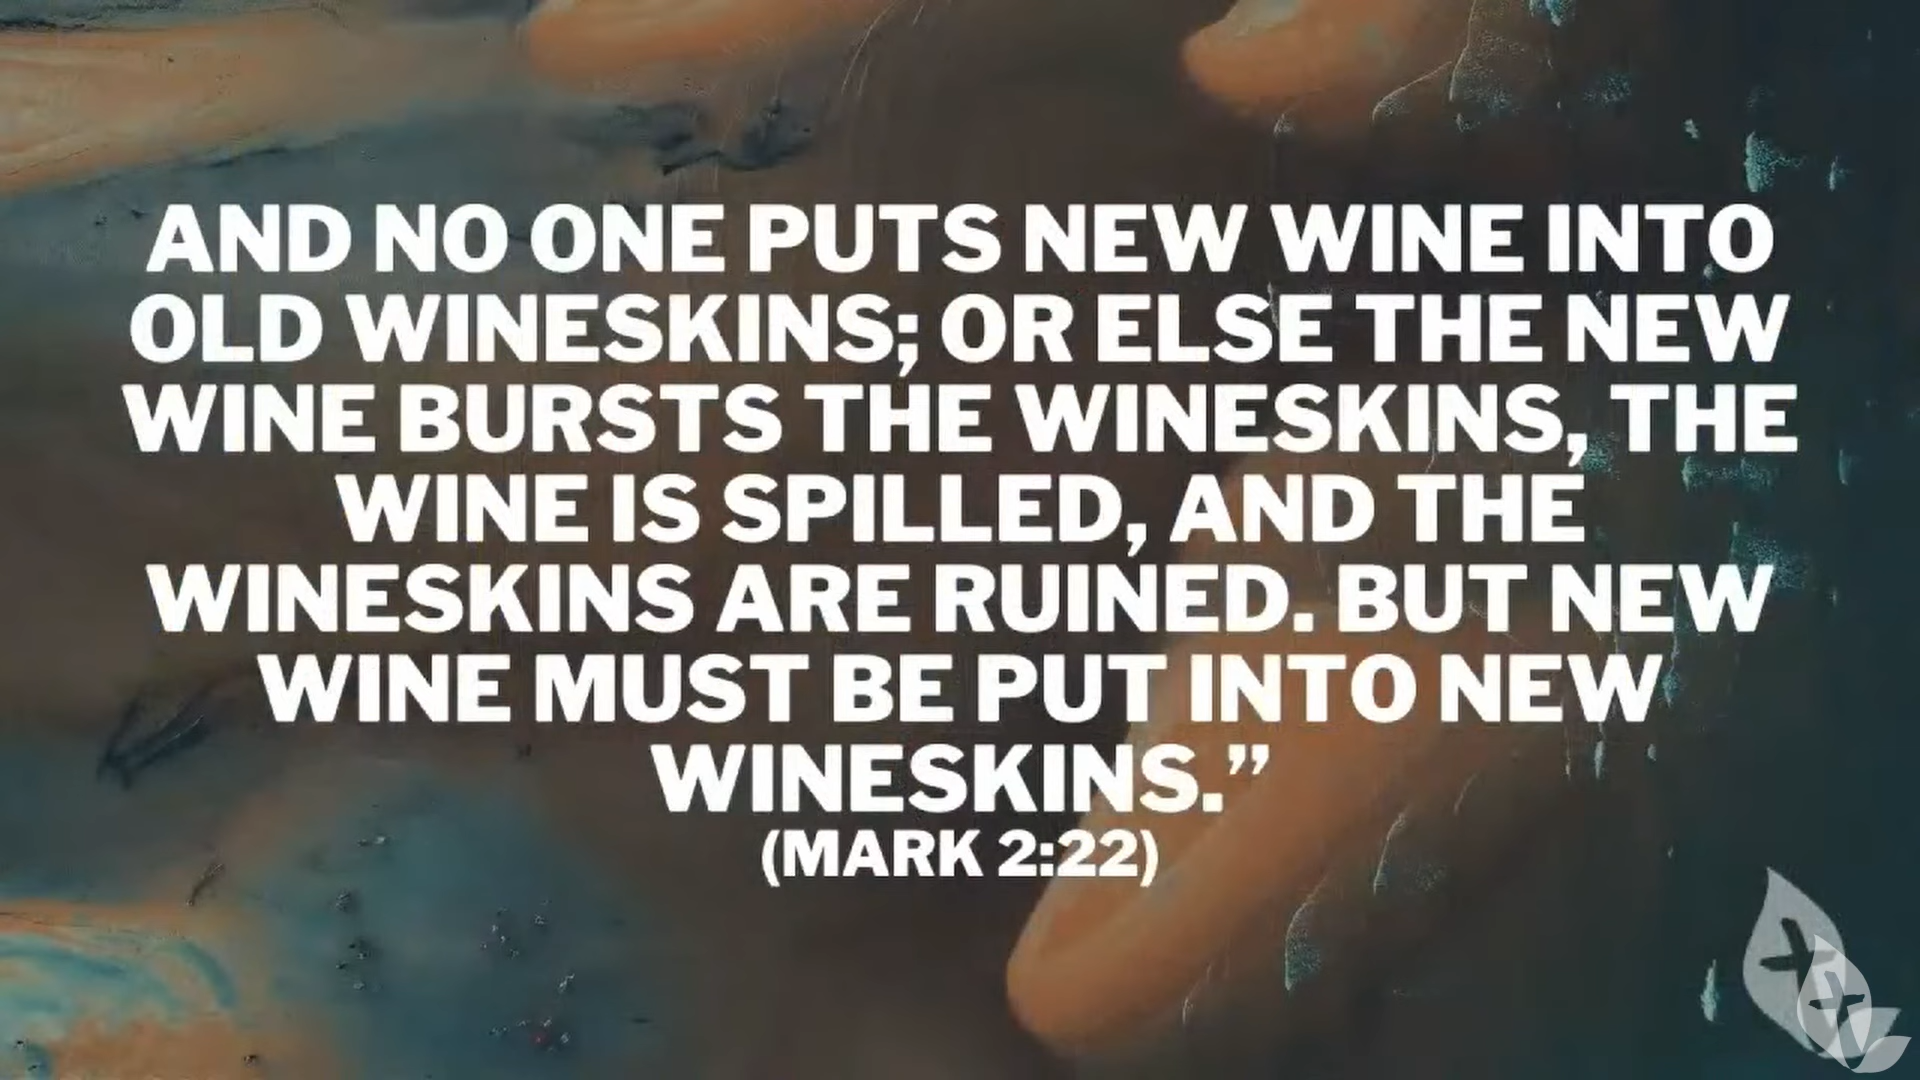 AND NO ONE PUTS NEW WINE INTO
OLD WINESKINS; OR ELSE THE NEW
WINE BURSTS THE WINESKINS, THE
WINE IS SPILLED, AND THE
WINESKINS ARE RUINED. BUT NEW
WINE MUST BE PUT INTO NEW
WINESKINS.”
(MARK 2:22)